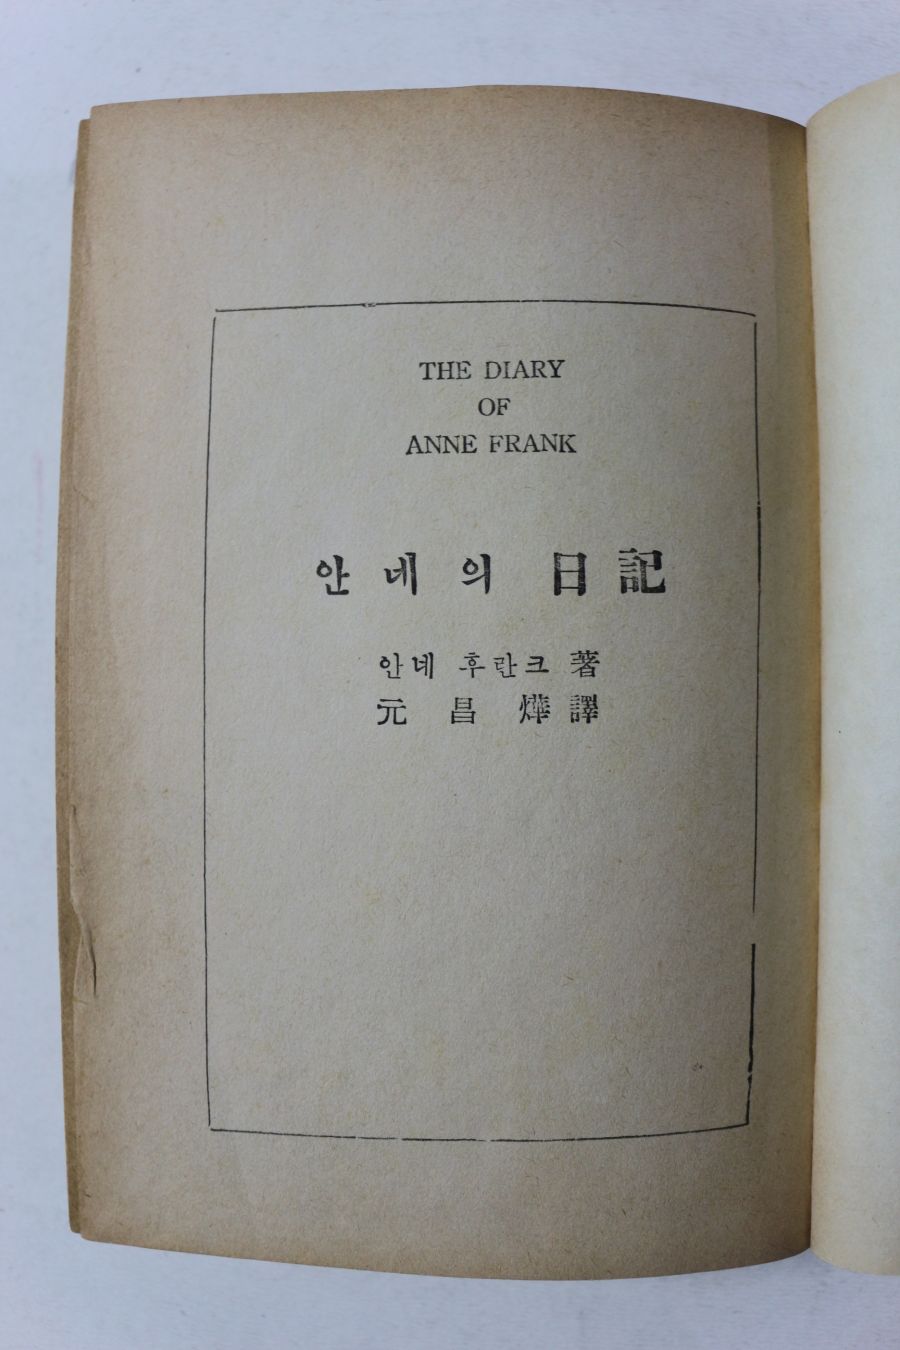 THE DIARY
OF
ANNE FRANK
안네의 日記
안네 후란크 著
元昌燁 譯